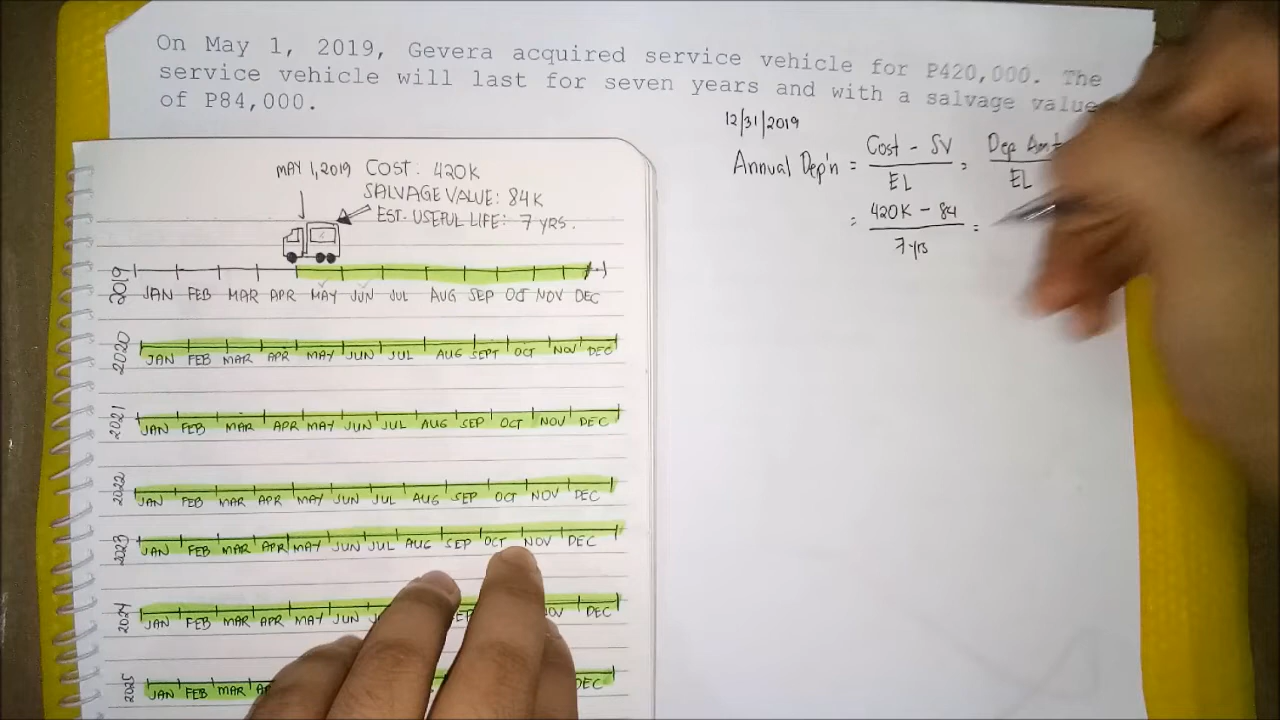 On May 1, 2019, Gevera acquired service vehicle for P420,000. The
service vehicle will last for seven years and with a salvage value
of P84,000.
12/31/2019
Annual Dep'n = Cost - SV / EL = Dep Amt / EL
= 420K - 84 / 7 yrs =
MAY 1, 2019 COST: 420K
SALVAGE VALUE: 84K
EST. USEFUL LIFE: 7 YRS.
2019
JAN FEB MAR APR MAY JUN JUL AUG SEP OCT NOV DEC
2020
JAN FEB MAR APR MAY JUN JUL AUG SEPT OCT NOV DEC
2021
JAN FEB MAR APR MAY JUN JUL AUG SEP OCT NOV DEC
2022
JAN FEB MAR APR MAY JUN JUL AUG SEP OCT NOV DEC
2023
JAN FEB MAR APR MAY JUN JUL AUG SEP OCT NOV DEC
2024
JAN FEB MAR APR MAY JUN DEC
2025
JAN FEB MAR DEC